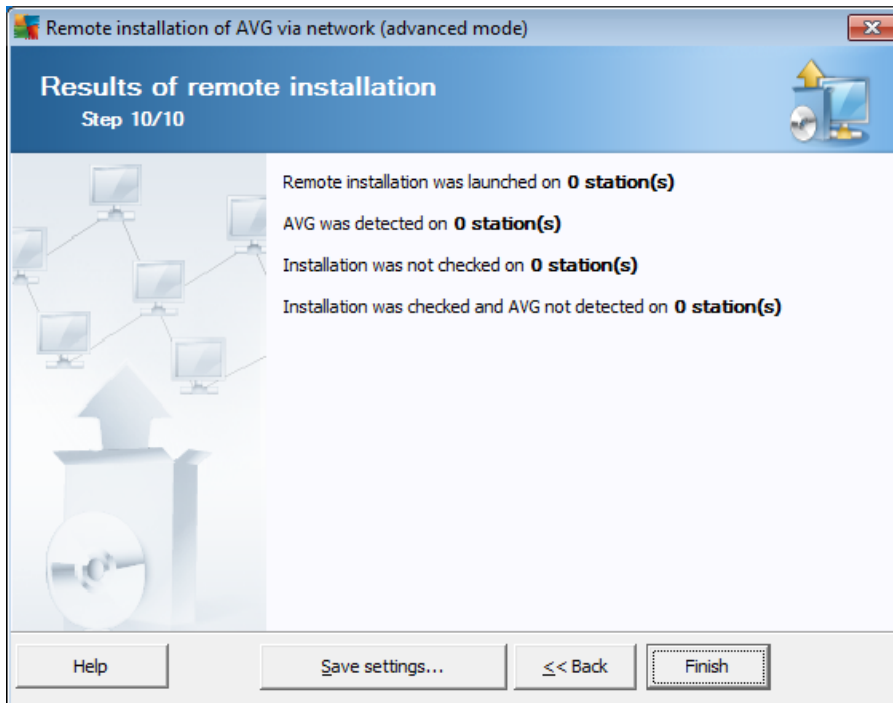 Remote installation of AVG via network (advanced mode)
Results of remote installation
Step 10/10
Remote installation was launched on 0 station(s)
AVG was detected on 0 station(s)
Installation was not checked on 0 station(s)
Installation was checked and AVG not detected on 0 station(s)
Help
Save settings...
<< Back
Finish